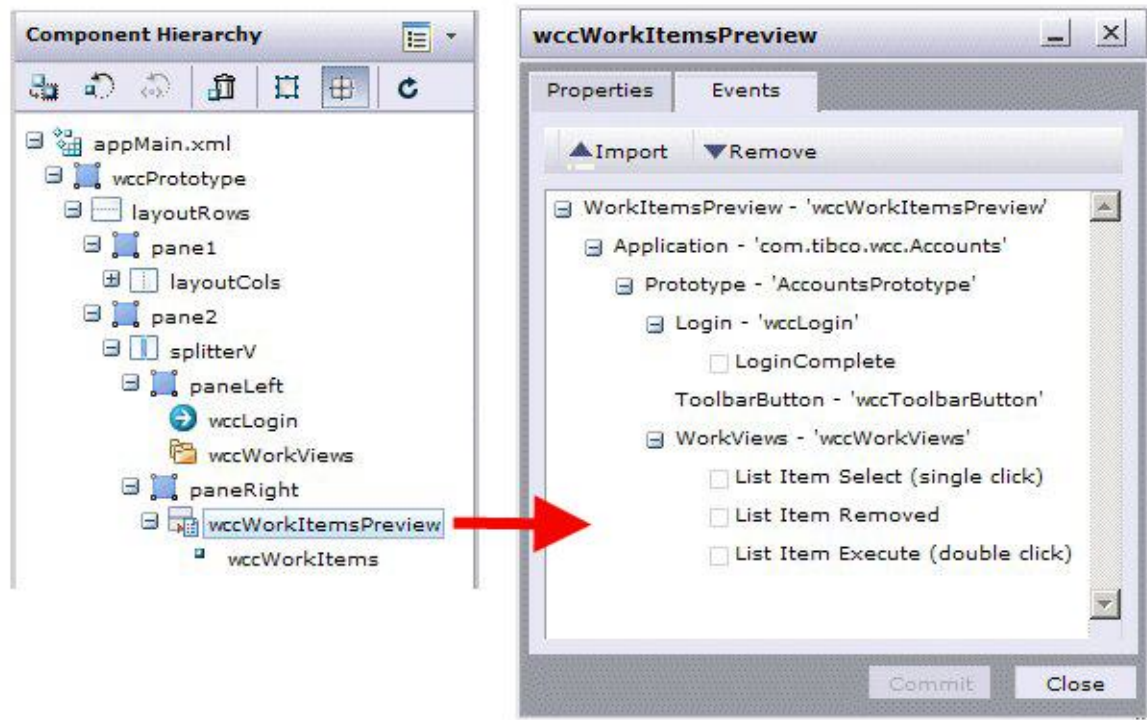 Component Hierarchy
appMain.xml
wccPrototype
layoutRows
pane1
layoutCols
pane2
splitterV
paneLeft
wccLogin
wccWorkViews
paneRight
wccWorkItemsPreview
wccWorkItems
wccWorkItemsPreview
Properties Events
Import Remove
WorkItemsPreview - 'wccWorkItemsPreview'
Application - 'com.tibco.wcc.Accounts'
Prototype - 'AccountsPrototype'
Login - 'wccLogin'
LoginComplete
ToolbarButton - 'wccToolbarButton'
WorkViews - 'wccWorkViews'
List Item Select (single click)
List Item Removed
List Item Execute (double click)
Commit Close